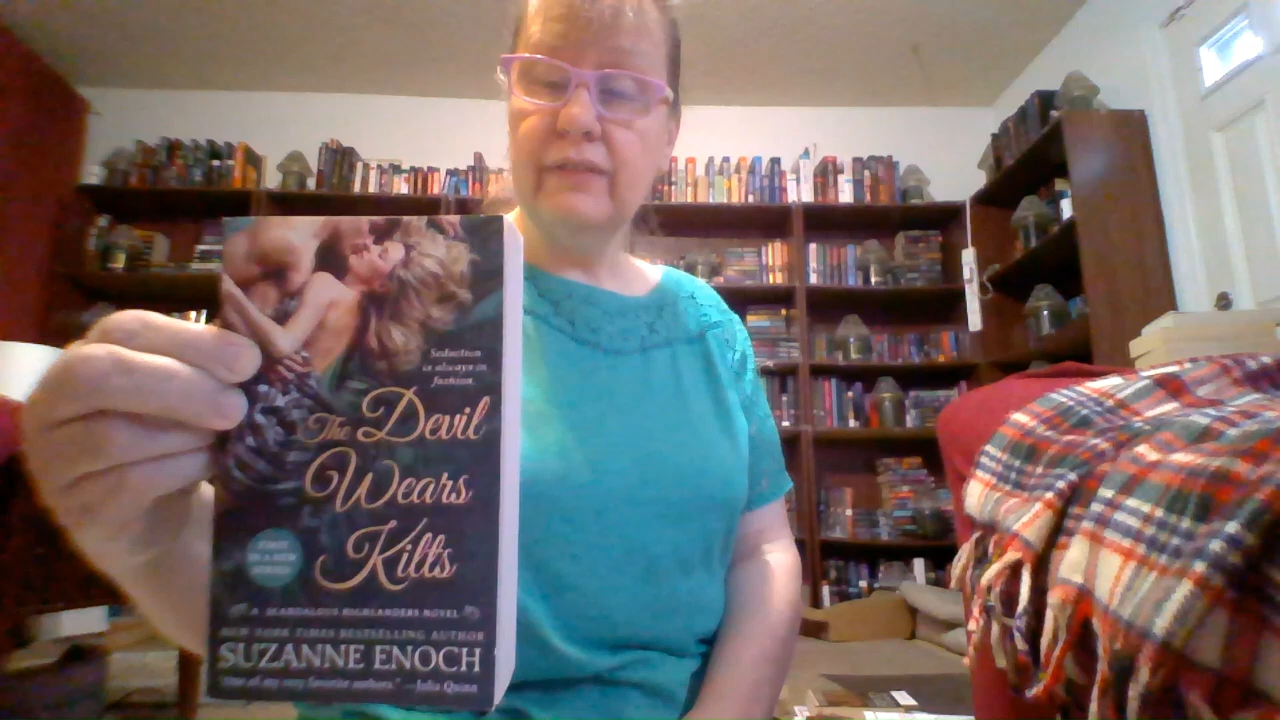 Seduction
is always in
fashion.
The Devil
Wears
Kilts
FIRST
IN A NEW
SERIES
A SCANDALOUS HIGHLANDERS NOVEL
NEW YORK TIMES BESTSELLING AUTHOR
SUZANNE ENOCH
"One of my very favorite authors." —Julia Quinn